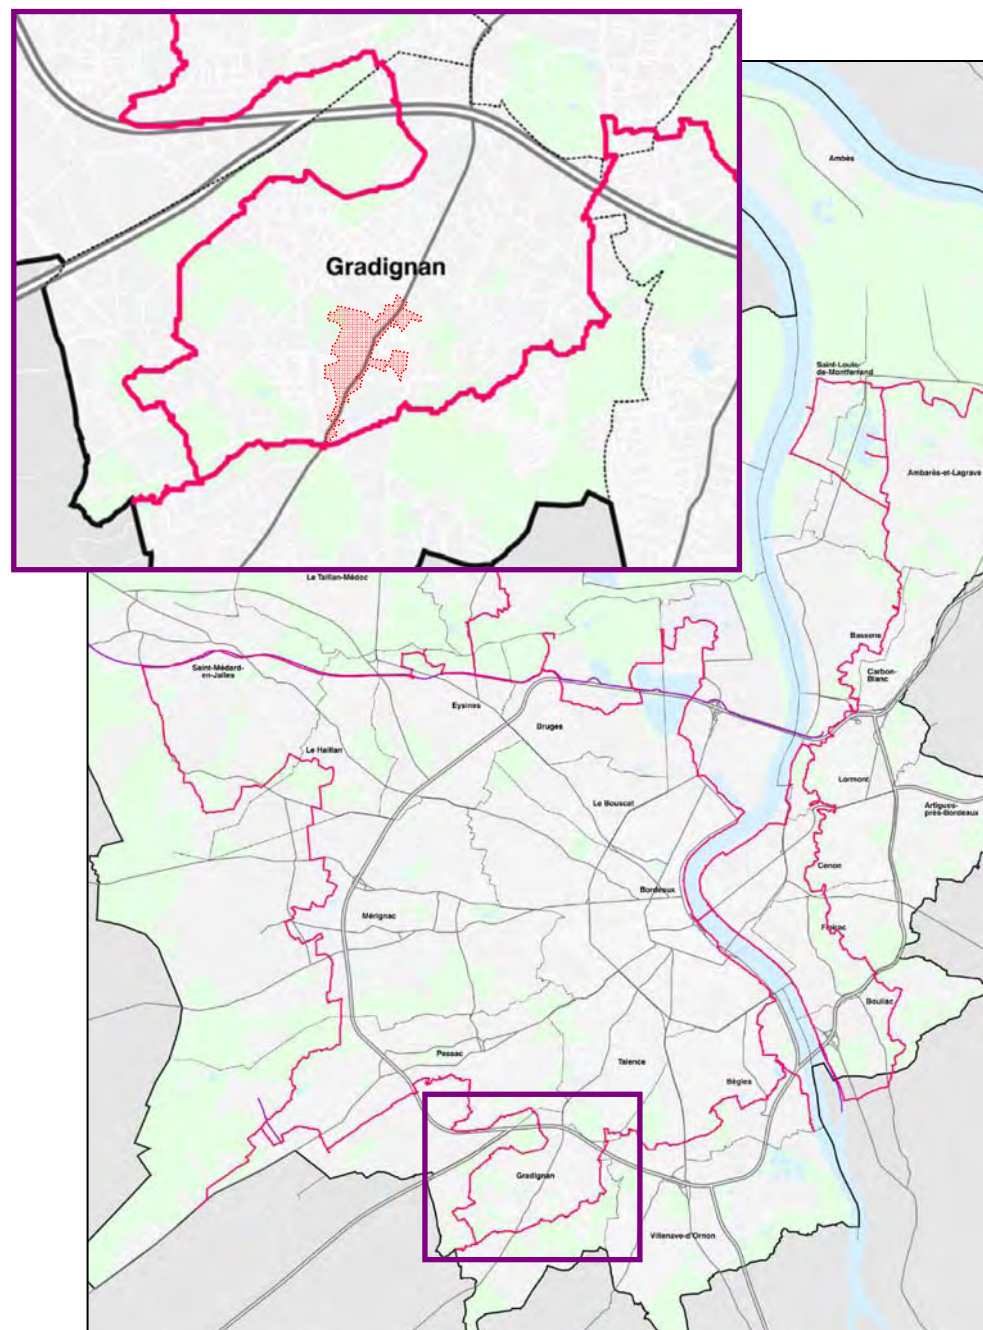 Gradignan
Ambès
Saint-Louis-
de-Montferrand
Ambarès-et-Lagrave
Le Taillan-Médoc
Bassens
Saint-Médard-
en-Jalles
Carbon-
Blanc
Eysines
Bruges
Le Haillan
Lormont
Le Bouscat
Artigues-
près-Bordeaux
Cenon
Bordeaux
Mérignac
Floirac
Bouliac
Pessac
Talence
Bègles
Gradignan
Villenave-d'Ornon